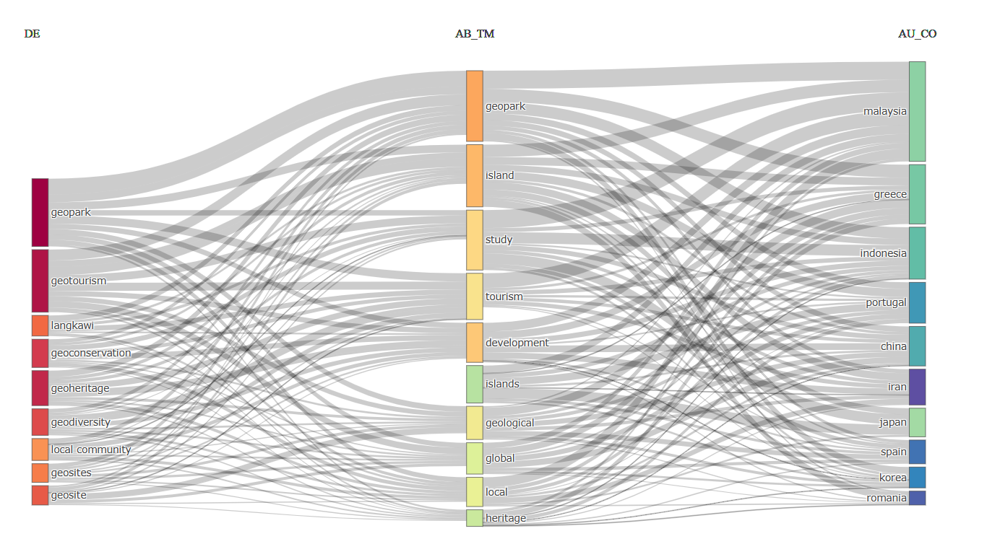 DE
AB_TM
AU_CO
geopark
geotourism
langkawi
geoconservation
geoheritage
geodiversity
local community
geosites
geosite
geopark
island
study
tourism
development
islands
geological
global
local
heritage
malaysia
greece
indonesia
portugal
china
iran
japan
spain
korea
romania